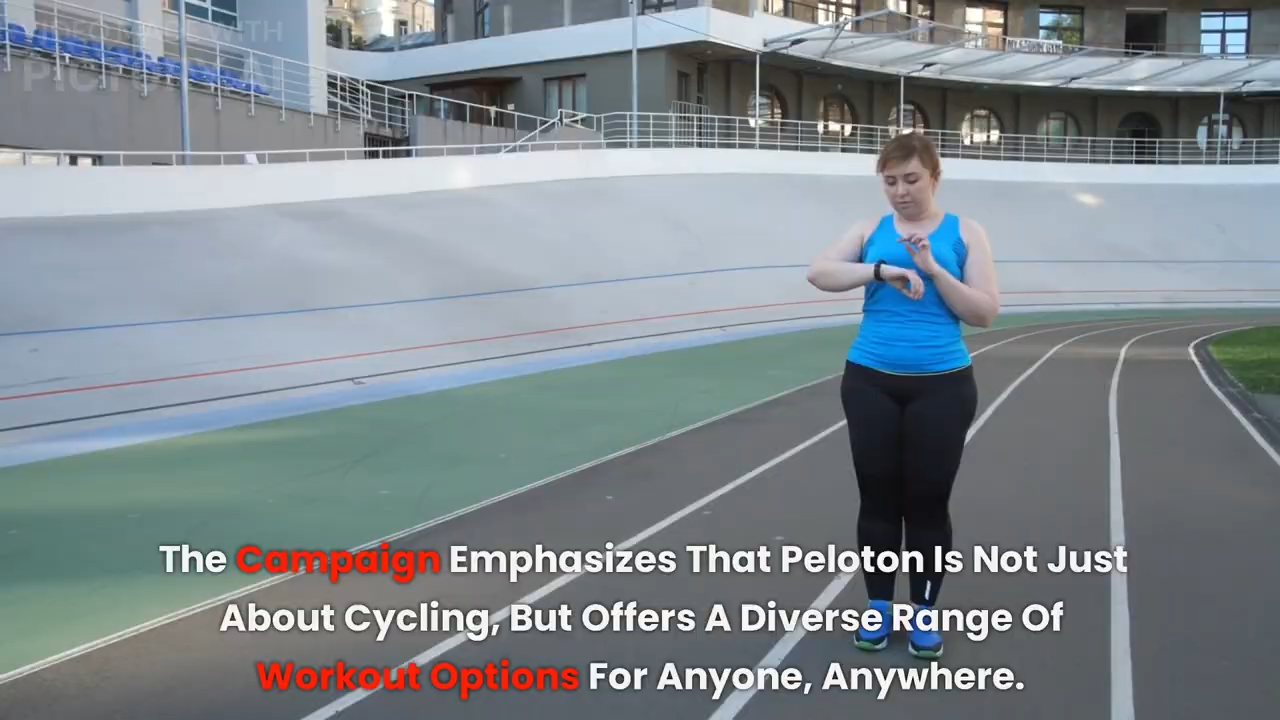 The Campaign Emphasizes That Peloton Is Not Just
About Cycling, But Offers A Diverse Range Of
Workout Options For Anyone, Anywhere.